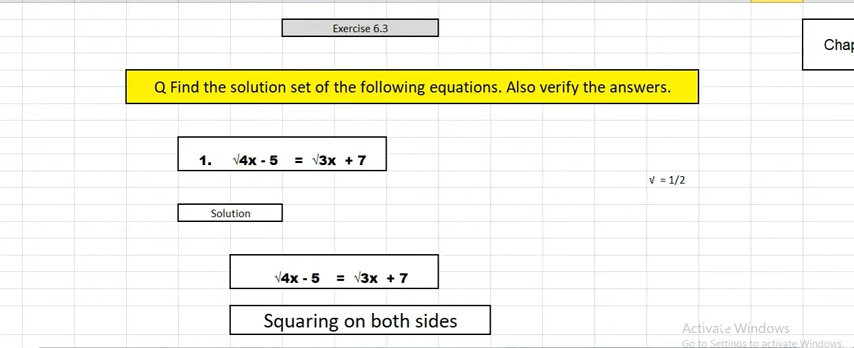 Exercise 6.3
Chap
Q Find the solution set of the following equations. Also verify the answers.
1. √4x - 5 = √3x + 7
√ = 1/2
Solution
√4x - 5 = √3x + 7
Squaring on both sides
Activate Windows
Go to Settings to activate Windows.